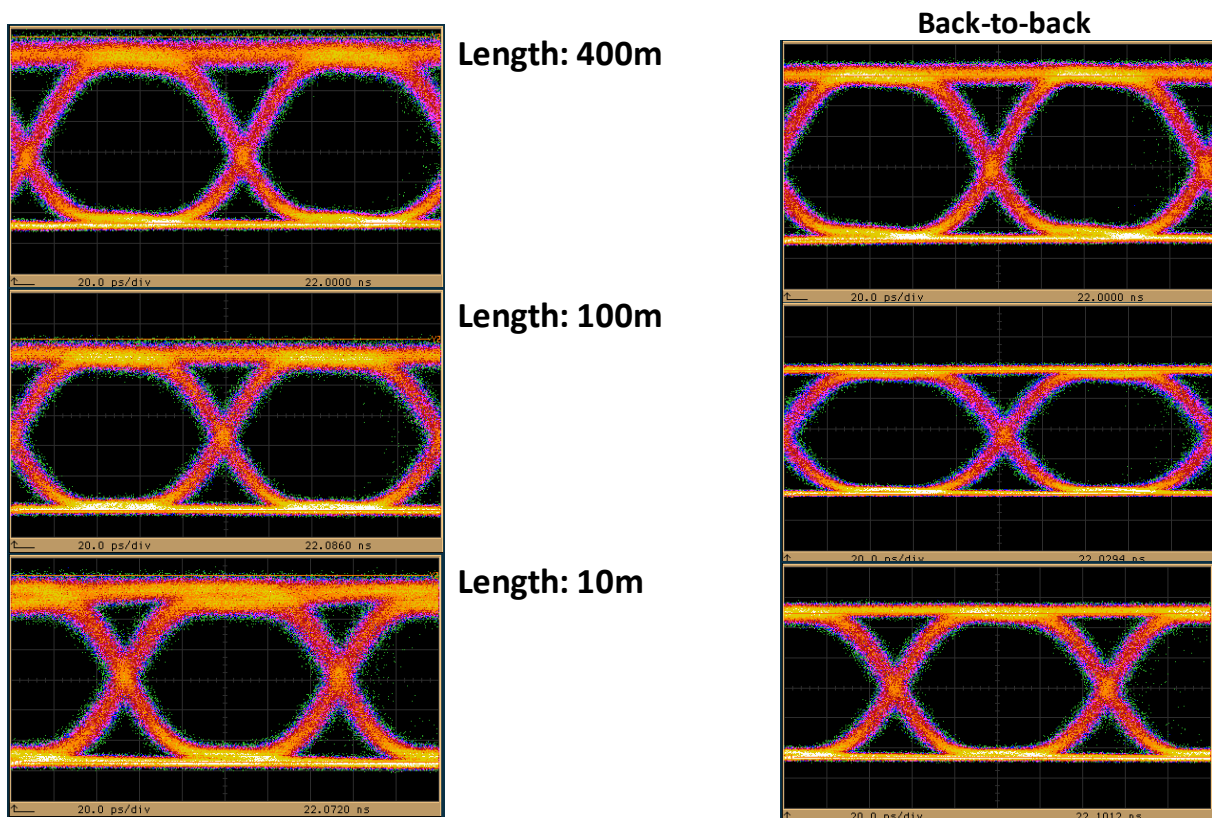 Back-to-back
Length: 400m
20.0 ps/div 22.0000 ns
20.0 ps/div 22.0000 ns
Length: 100m
20.0 ps/div 22.0860 ns
20.0 ps/div 22.0294 ns
Length: 10m
20.0 ps/div 22.0720 ns
20.0 ps/div 22.1012 ns